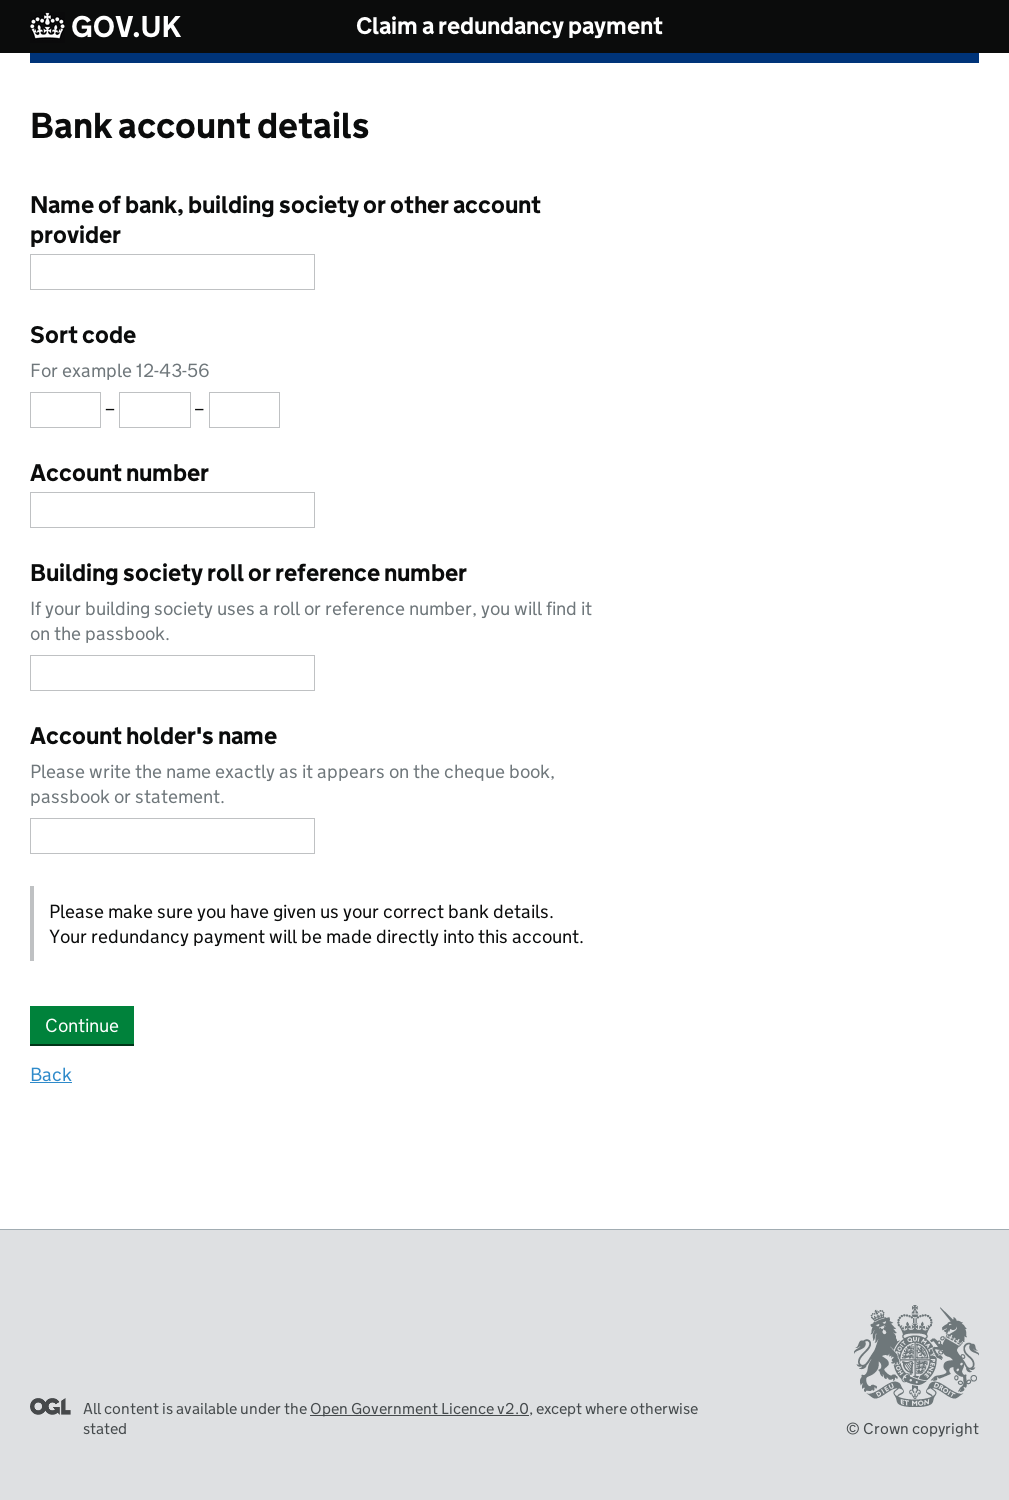 GOV.UK
Claim a redundancy payment
Bank account details
Name of bank, building society or other account
provider
Sort code
For example 12-43-56
– –
Account number
Building society roll or reference number
If your building society uses a roll or reference number, you will find it
on the passbook.
Account holder's name
Please write the name exactly as it appears on the cheque book,
passbook or statement.
Please make sure you have given us your correct bank details.
Your redundancy payment will be made directly into this account.
Continue
Back
OGL
All content is available under the Open Government Licence v2.0, except where otherwise
stated
DIEU ET MON DROIT
© Crown copyright